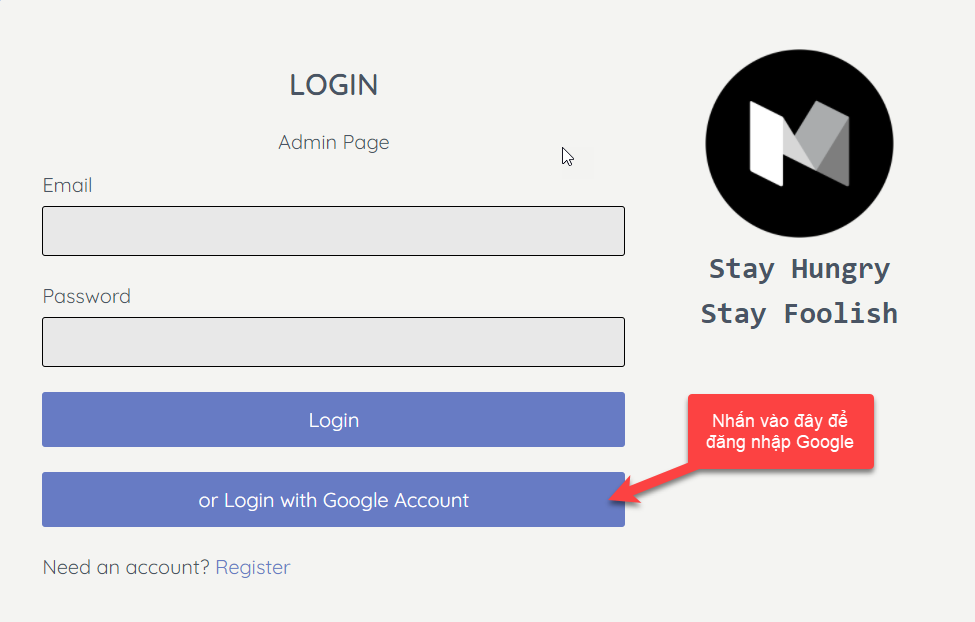 LOGIN
Admin Page
Email
Password
Login
or Login with Google Account
Need an account? Register
Stay Hungry
Stay Foolish
Nhấn vào đây để
đăng nhập Google